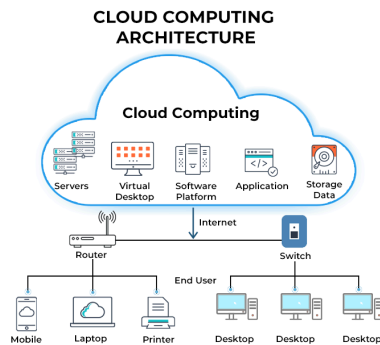 CLOUD COMPUTING
ARCHITECTURE
Cloud Computing
Servers
Virtual
Desktop
Software
Platform
Application
Storage
Data
</>
Internet
Router
Switch
End User
Mobile
Laptop
Printer
Desktop
Desktop
Desktop